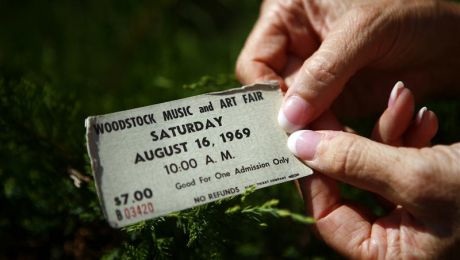 WOODSTOCK MUSIC and ART FAIR
SATURDAY
AUGUST 16, 1969
10:00 A. M.
Good For One Admission Only
$7.00
B 03420
NO REFUNDS